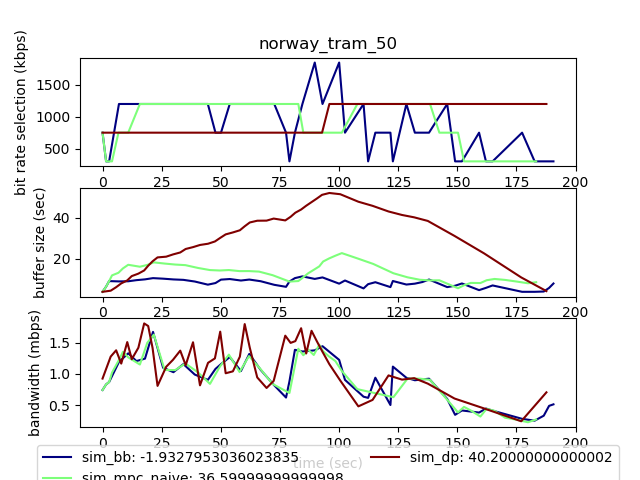 norway_tram_50
bit rate selection (kbps)
1500
1000
500
0 25 50 75 100 125 150 175 200
buffer size (sec)
40
20
0 25 50 75 100 125 150 175 200
bandwidth (mbps)
1.5
1.0
0.5
0 25 50 75 100 125 150 175 200
time (sec)
sim_bb: -1.9327953036023835
sim_dp: 40.20000000000002
sim_mpc_naive: 36.59999999999998